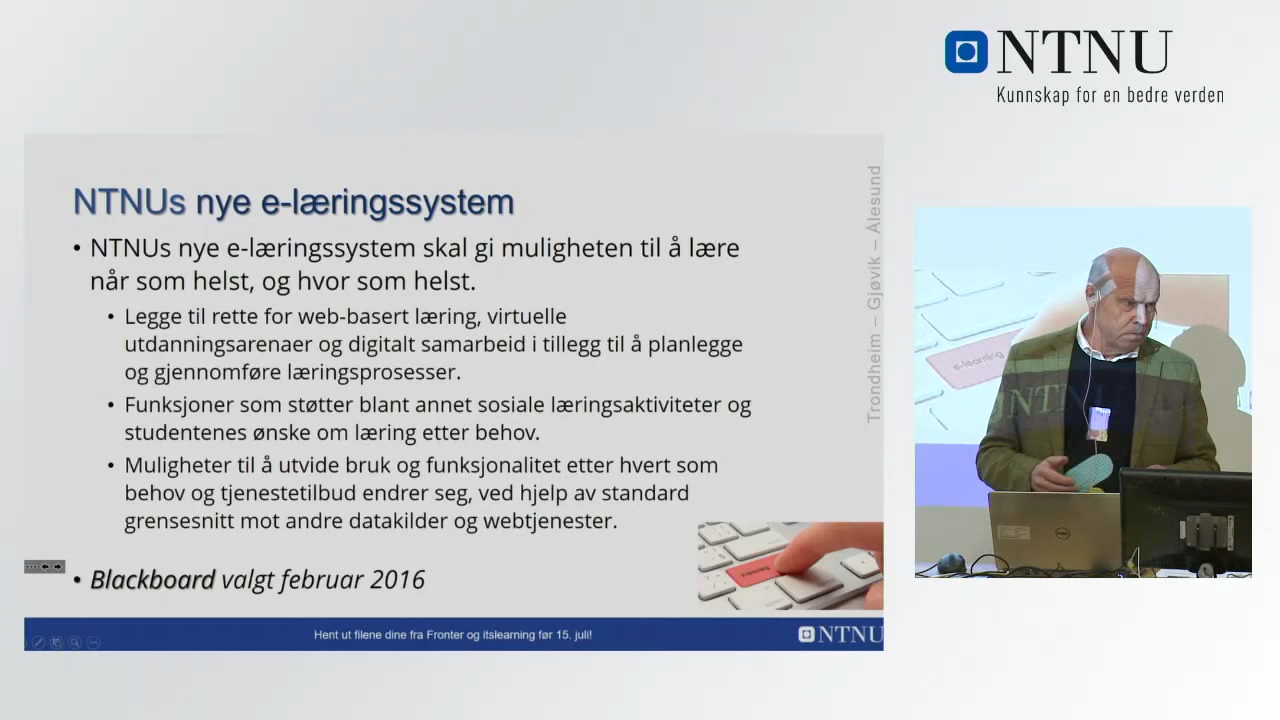 NTNU
Kunnskap for en bedre verden
NTNUs nye e-læringssystem
• NTNUs nye e-læringssystem skal gi muligheten til å lære
når som helst, og hvor som helst.
• Legge til rette for web-basert læring, virtuelle
utdanningsarenaer og digitalt samarbeid i tillegg til å planlegge
og gjennomføre læringsprosesser.
• Funksjoner som støtter blant annet sosiale læringsaktiviteter og
studentenes ønske om læring etter behov.
• Muligheter til å utvide bruk og funksjonalitet etter hvert som
behov og tjenestetilbud endrer seg, ved hjelp av standard
grensesnitt mot andre datakilder og webtjenester.
• Blackboard valgt februar 2016
Trondheim – Gjøvik – Ålesund
Hent ut filene dine fra Fronter og itslearning før 15. juli!
NTNU
e-learning
NTNU
DELL